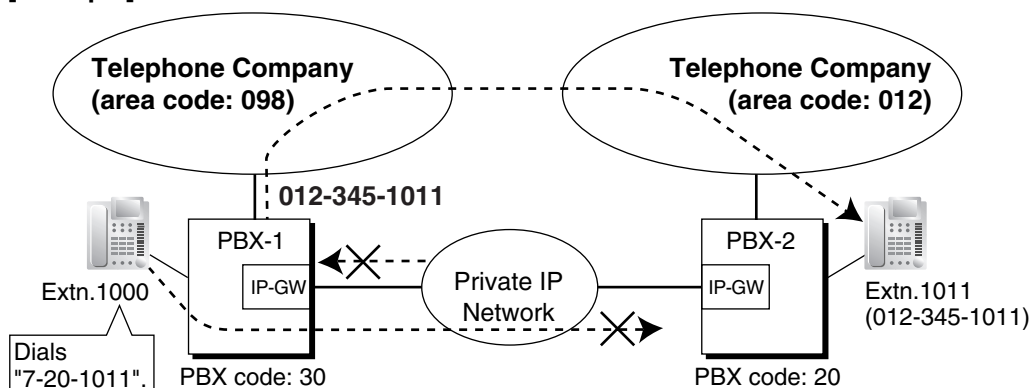 Telephone Company
(area code: 098)
Telephone Company
(area code: 012)
012-345-1011
PBX-1
PBX-2
IP-GW
Private IP
Network
IP-GW
Extn.1000
Extn.1011
(012-345-1011)
Dials
"7-20-1011".
PBX code: 30
PBX code: 20